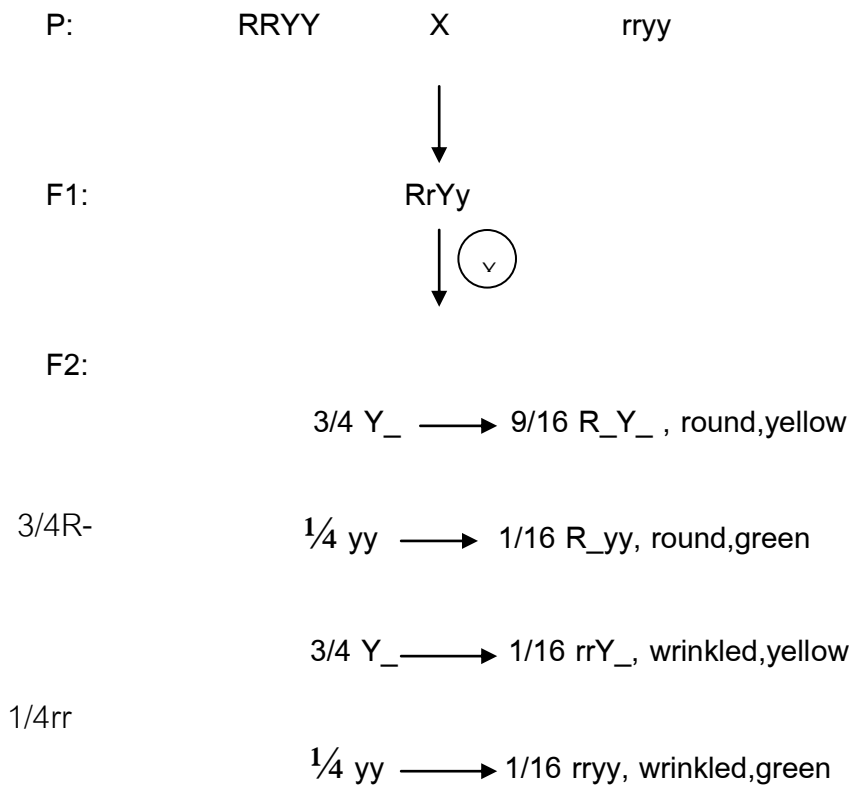 P: RRYY X rryy
F1: RrYy
v
F2:
3/4 Y_ 9/16 R_Y_ , round,yellow
3/4R-
¼ yy 1/16 R_yy, round,green
3/4 Y_ 1/16 rrY_, wrinkled,yellow
1/4rr
¼ yy 1/16 rryy, wrinkled,green